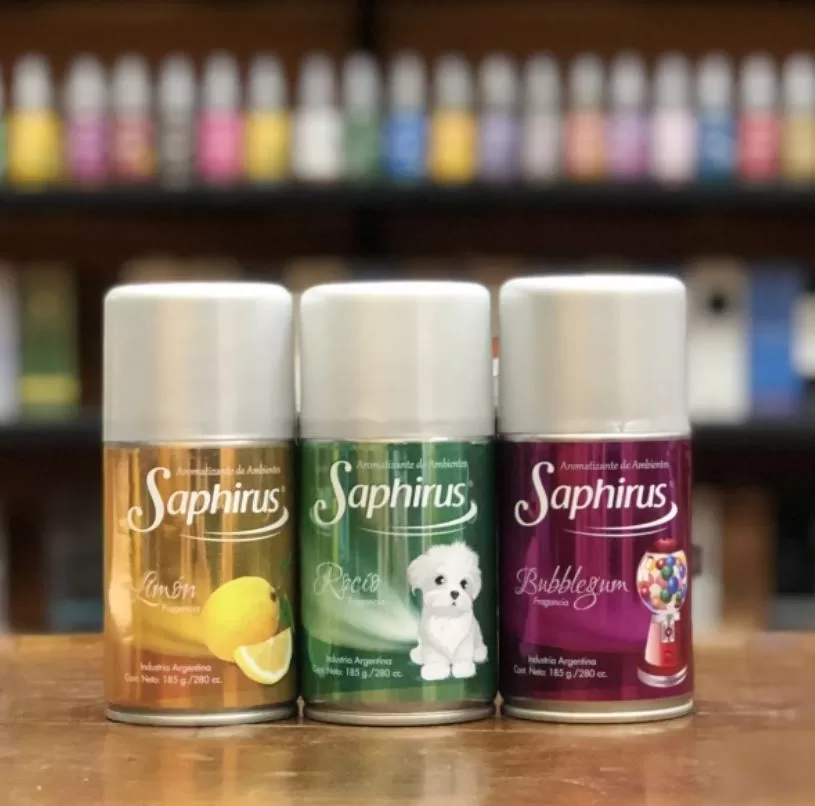 Aromatizante de Ambientes
Saphirus
Limón
Fragancia
Industria Argentina
Cont. Neto: 185 g./280 cc.
Aromatizante de Ambientes
Saphirus
Rocío
Fragancia
Industria Argentina
Cont. Neto: 185 g./280 cc.
Aromatizante de Ambientes
Saphirus
Bubblegum
Fragancia
Industria Argentina
Cont. Neto: 185 g./280 cc.